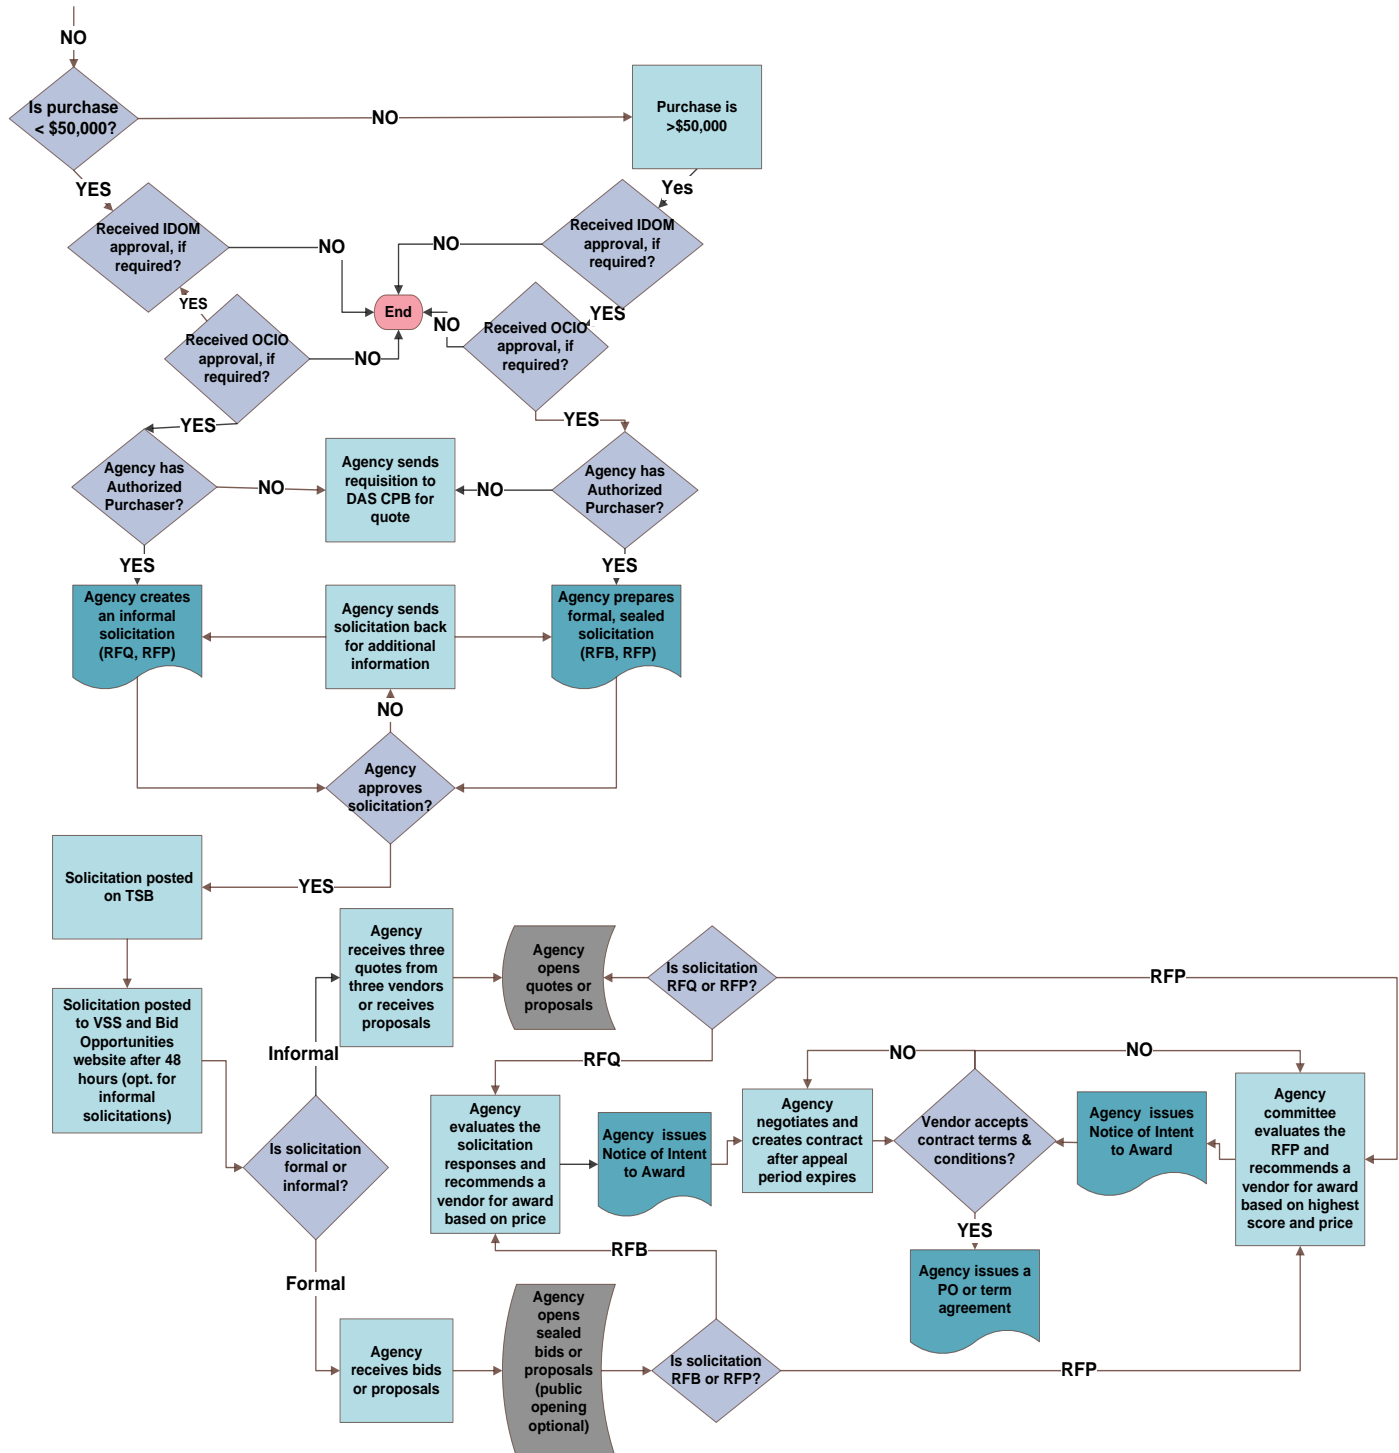 NO
Is purchase
< $50,000?
NO
Purchase is
>$50,000
YES
Yes
Received IDOM
approval, if
required?
NO
NO
Received IDOM
approval, if
required?
YES
End
NO
YES
Received OCIO
approval, if
required?
NO
Received OCIO
approval, if
required?
YES
YES
Agency has
Authorized
Purchaser?
NO
Agency sends
requisition to
DAS CPB for
quote
NO
Agency has
Authorized
Purchaser?
YES
YES
Agency creates
an informal
solicitation
(RFQ, RFP)
Agency sends
solicitation back
for additional
information
Agency prepares
formal, sealed
solicitation
(RFB, RFP)
NO
Agency
approves
solicitation?
YES
Solicitation posted
on TSB
Agency
receives three
quotes from
three vendors
or receives
proposals
Agency
opens
quotes or
proposals
Is solicitation
RFQ or RFP?
RFP
Solicitation posted
to VSS and Bid
Opportunities
website after 48
hours (opt. for
informal
solicitations)
Informal
RFQ
NO
NO
Is solicitation
formal or
informal?
Agency
evaluates the
solicitation
responses and
recommends a
vendor for award
based on price
Agency  issues
Notice of Intent
to Award
Agency
negotiates and
creates contract
after appeal
period expires
Vendor accepts
contract terms &
conditions?
Agency issues
Notice of Intent
to Award
Agency
committee
evaluates the
RFP and
recommends a
vendor for award
based on highest
score and price
YES
RFB
Formal
Agency issues a
PO or term
agreement
Agency
receives bids
or proposals
Agency
opens
sealed
bids or
proposals
(public
opening
optional)
Is solicitation
RFB or RFP?
RFP